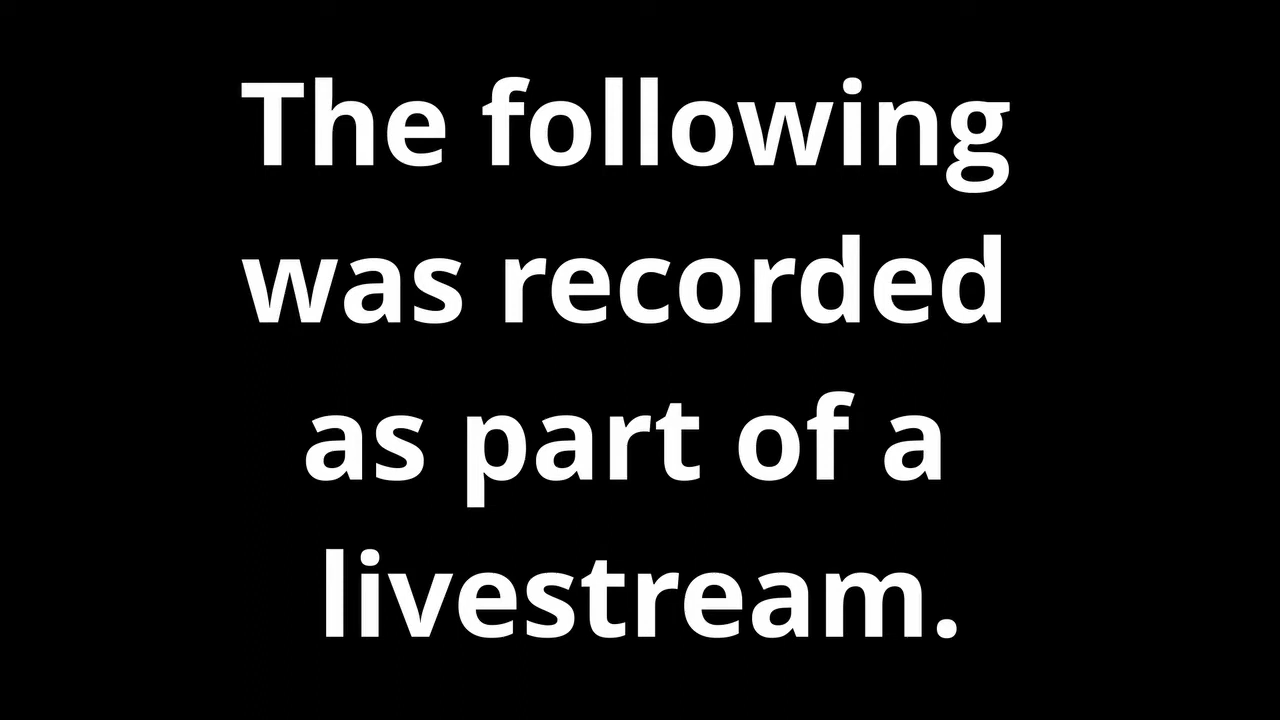 The following
was recorded
as part of a
livestream.